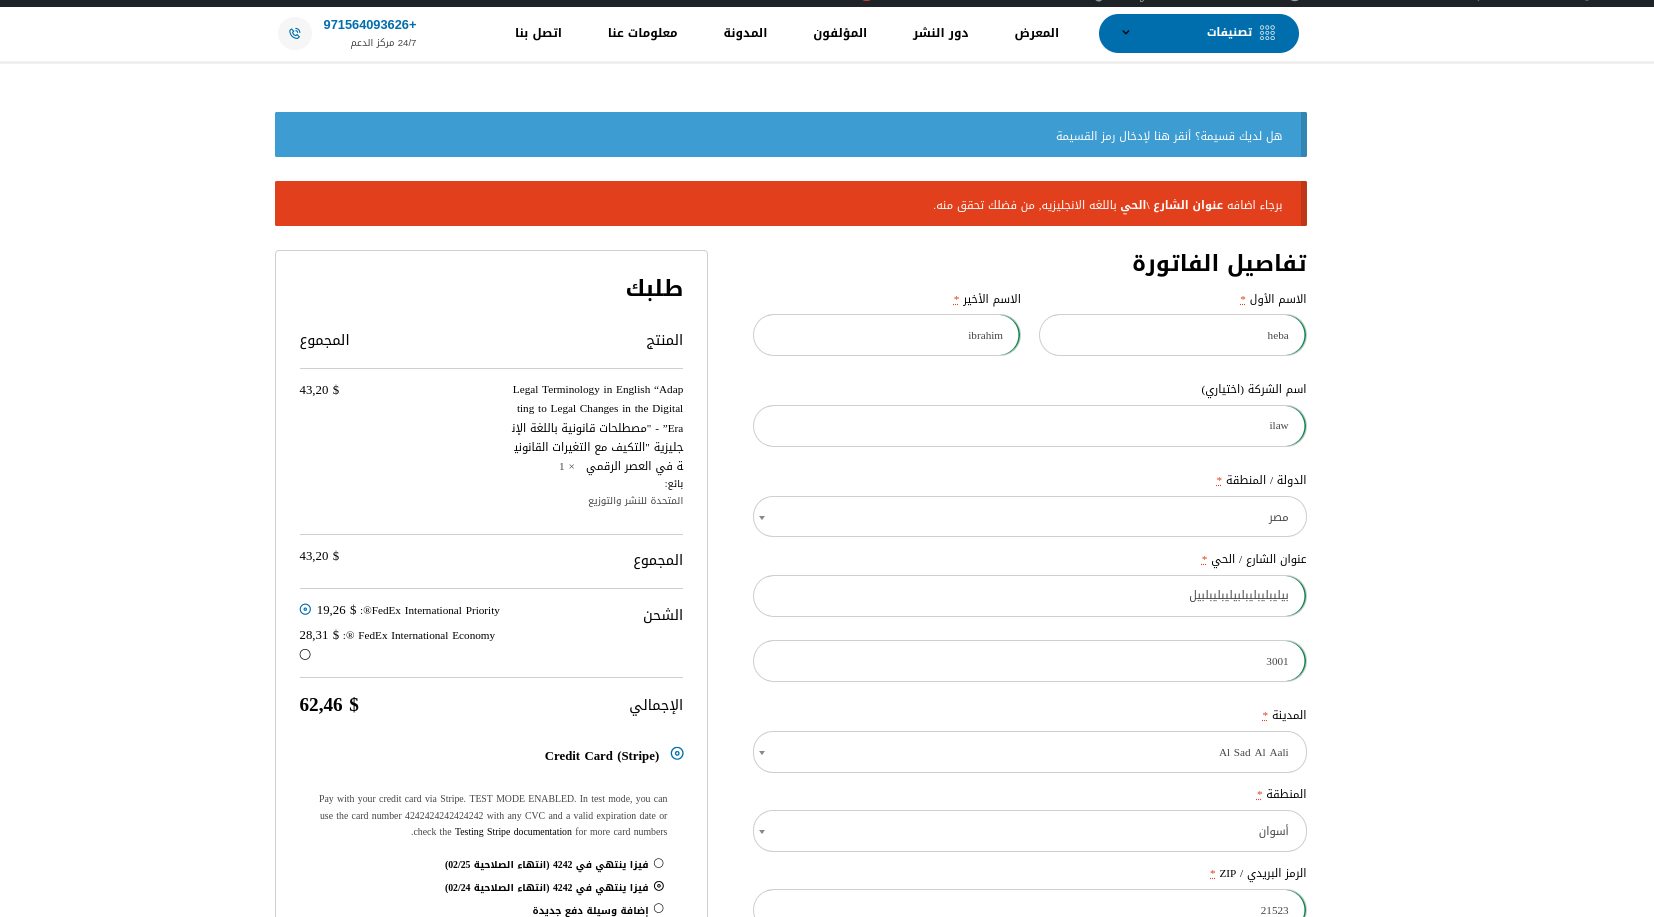 تصنيفات
المعرض
دور النشر
المؤلفون
المدونة
معلومات عنا
اتصل بنا
+971564093626
24/7 مركز الدعم
هل لديك قسيمة؟ أنقر هنا لإدخال رمز القسيمة
برجاء اضافه عنوان الشارع \الحي باللغه الانجليزيه, من فضلك تحقق منه.
تفاصيل الفاتورة
الاسم الأول *
heba
الاسم الأخير *
ibrahim
اسم الشركة (اختياري)
ilaw
الدولة / المنطقة *
مصر
عنوان الشارع / الحي *
3001
المدينة *
Al Sad Al Aali
المنطقة *
أسوان
الرمز البريدي / ZIP *
21523
طلبك
المنتج المجموع
Legal Terminology in English “Adap
ting to Legal Changes in the Digital
Era” - "مصطلحات قانونية باللغة الإن
جليزية "التكيف مع التغيرات القانوني
ة في العصر الرقمي × 1
43,20 $
بائع:
المتحدة للنشر والتوزيع
المجموع 43,20 $
الشحن
FedEx International Priority®: 19,26 $
FedEx International Economy ®: 28,31 $
الإجمالي 62,46 $
Credit Card (Stripe)
Pay with your credit card via Stripe. TEST MODE ENABLED. In test mode, you can
use the card number 4242424242424242 with any CVC and a valid expiration date or
check the Testing Stripe documentation for more card numbers.
فيزا ينتهي في 4242 (انتهاء الصلاحية 02/25)
فيزا ينتهي في 4242 (انتهاء الصلاحية 02/24)
إضافة وسيلة دفع جديدة